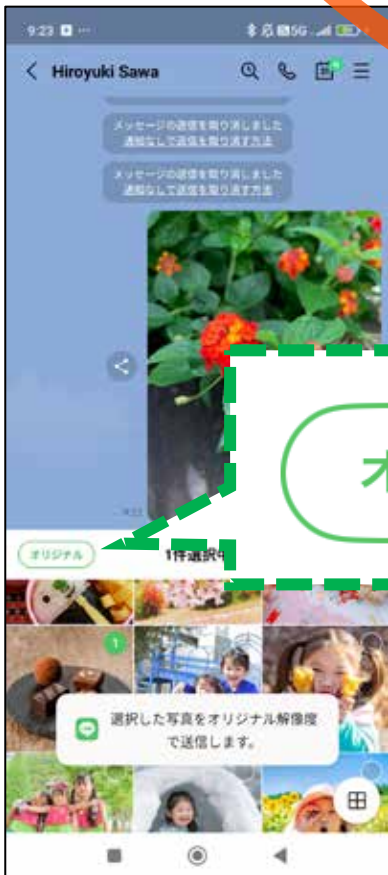 9:23
5G
Hiroyuki Sawa
メッセージの送信を取り消しました
通知なしで送信を取り消す方法
メッセージの送信を取り消しました
通知なしで送信を取り消す方法
9:22
オリジナル
1件選択中
オ
1
選択した写真をオリジナル解像度
で送信します。